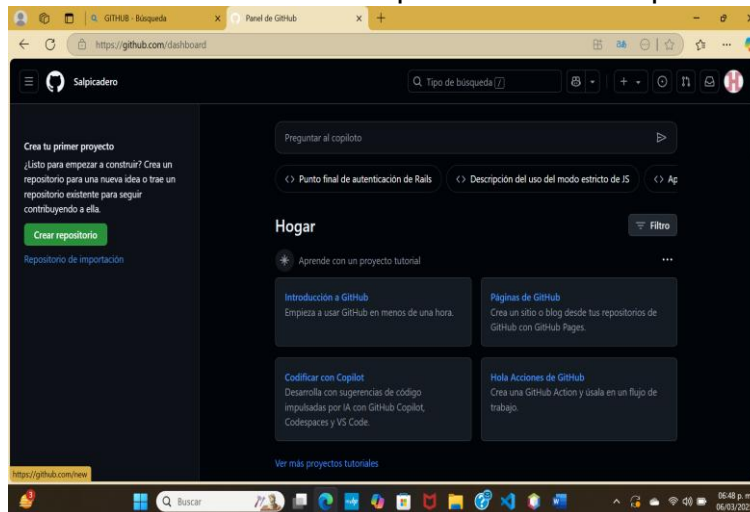 GITHUB - Búsqueda
Panel de GitHub
https://github.com/dashboard
Salpicadero
Tipo de búsqueda /
Crea tu primer proyecto
¿Listo para empezar a construir? Crea un
repositorio para una nueva idea o trae un
repositorio existente para seguir
contribuyendo a ella.
Crear repositorio
Repositorio de importación
Preguntar al copiloto
<> Punto final de autenticación de Rails
<> Descripción del uso del modo estricto de JS
<> Ap
Hogar
Filtro
Aprende con un proyecto tutorial
Introducción a GitHub
Empieza a usar GitHub en menos de una hora.
Páginas de GitHub
Crea un sitio o blog desde tus repositorios de
GitHub con GitHub Pages.
Codificar con Copilot
Desarrolla con sugerencias de código
impulsadas por IA con GitHub Copilot,
Codespaces y VS Code.
Hola Acciones de GitHub
Crea una GitHub Action y úsala en un flujo de
trabajo.
Ver más proyectos tutoriales
https://github.com/new
Buscar
06:48 p. m
06/03/202